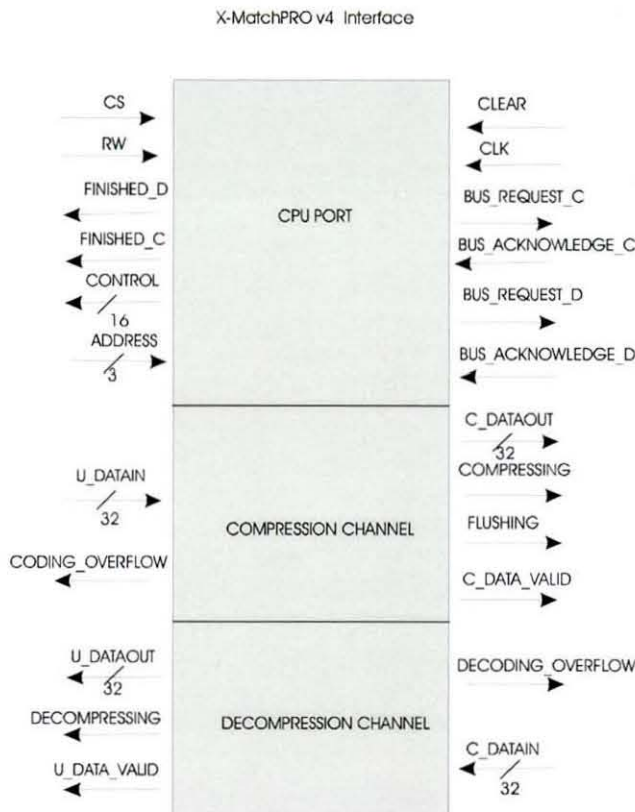 X-MatchPRO v4 Interface
CS
RW
FINISHED_D
FINISHED_C
CONTROL
16
ADDRESS
3
CPU PORT
CLEAR
CLK
BUS_REQUEST_C
BUS_ACKNOWLEDGE_C
BUS_REQUEST_D
BUS_ACKNOWLEDGE_D
U_DATAIN
32
CODING_OVERFLOW
COMPRESSION CHANNEL
C_DATAOUT
32
COMPRESSING
FLUSHING
C_DATA_VALID
U_DATAOUT
32
DECOMPRESSING
U_DATA_VALID
DECOMPRESSION CHANNEL
DECODING_OVERFLOW
C_DATAIN
32